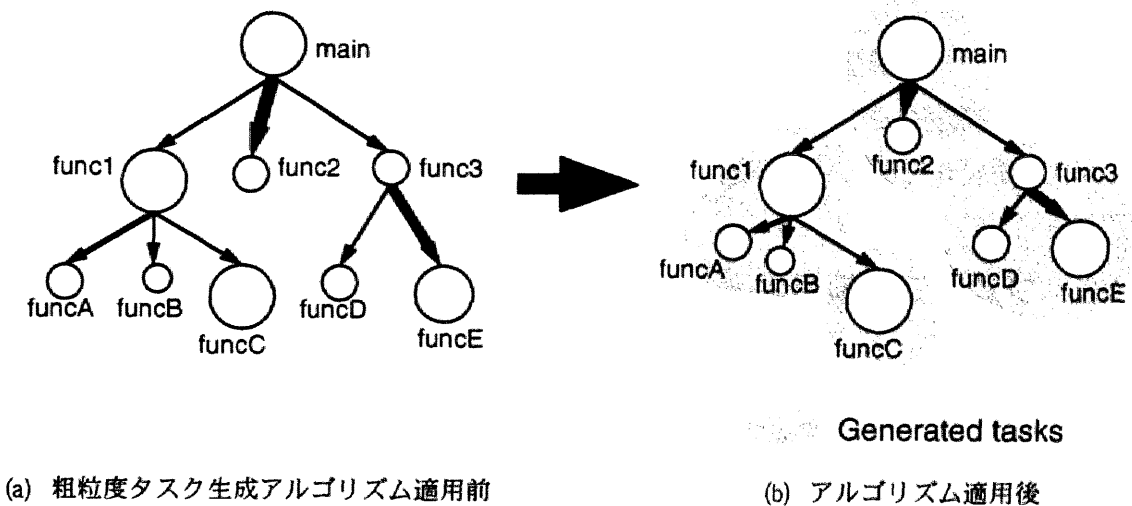 main
func1
func2
func3
funcA
funcB
funcC
funcD
funcE
main
func2
func1
func3
funcA
funcB
funcC
funcD
funcE
Generated tasks
(a) 粗粒度タスク生成アルゴリズム適用前
(b) アルゴリズム適用後